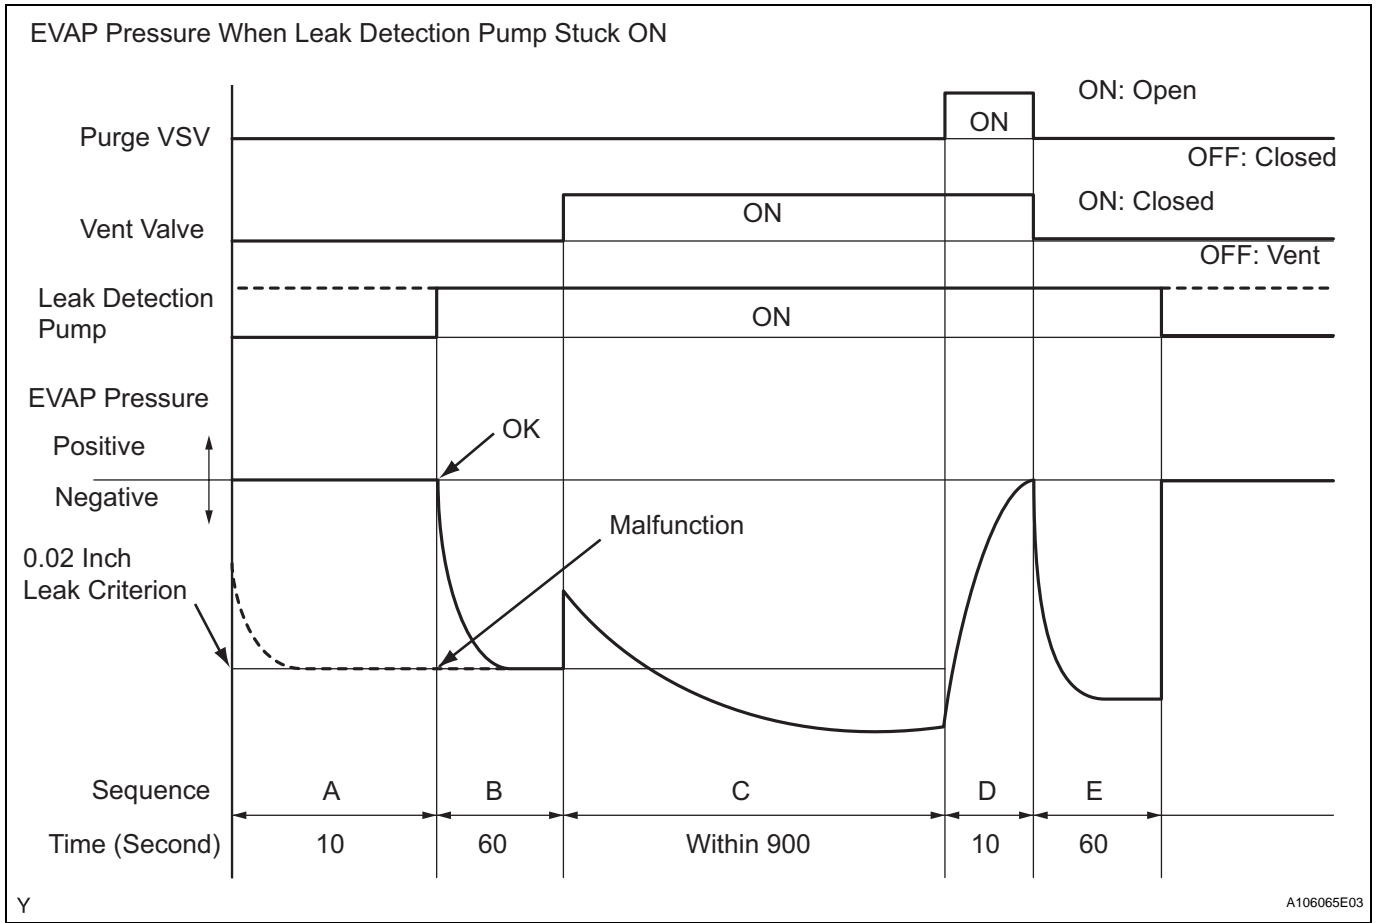 EVAP Pressure When Leak Detection Pump Stuck ON
ON: Open
ON
Purge VSV
OFF: Closed
ON: Closed
ON
Vent Valve
OFF: Vent
Leak Detection
Pump
ON
EVAP Pressure
OK
Positive
Negative
Malfunction
0.02 Inch
Leak Criterion
Sequence A B C D E
Time (Second) 10 60 Within 900 10 60
Y
A106065E03